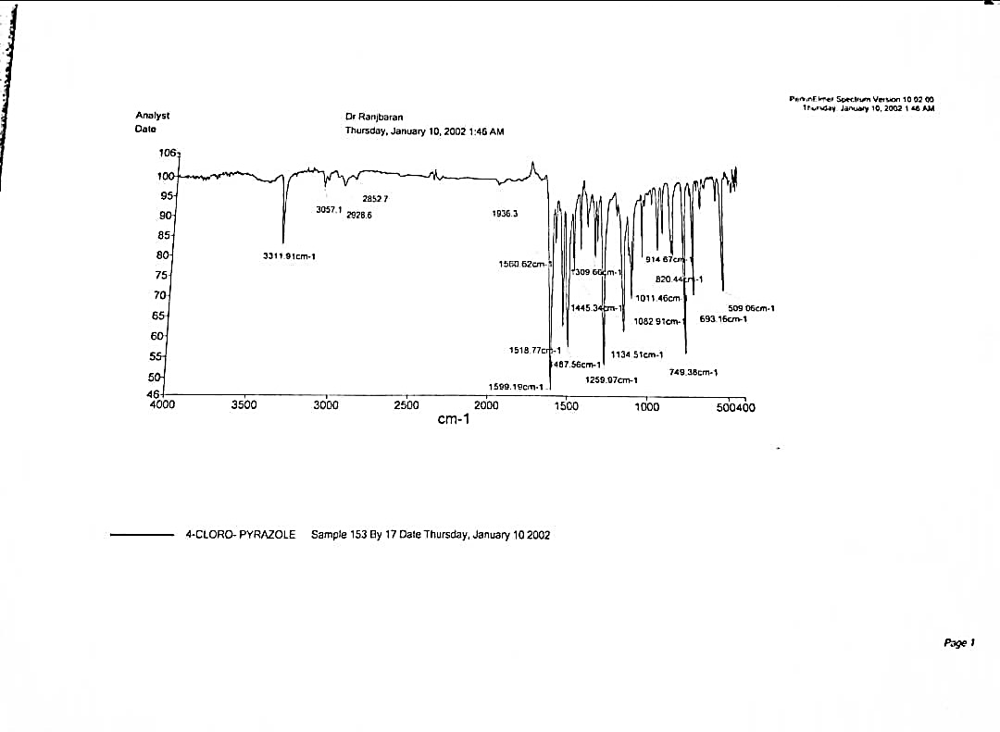 PerkinElmer Spectrum Version 10 02 00
Thursday, January 10, 2002 1 46 AM
Analyst
Date
Dr Ranjbaran
Thursday, January 10, 2002 1:46 AM
106
100
95
90
85
80
75
70
65
60
55
50
46
4000
3500
3000
2500
2000
1500
1000
500400
cm-1
3311.91cm-1
3057.1
2928.6
2852 7
1936.3
1560 62cm-1
1518.77cm-1
1599.19cm-1
1487.56cm-1
1445.34cm-1
1309 66cm-1
1259.97cm-1
1134 51cm-1
1082 91cm-1
1011.46cm-1
914 67cm-1
820.44cm-1
749.38cm-1
693.16cm-1
509 06cm-1
4-CLORO- PYRAZOLE Sample 153 By 17 Date Thursday, January 10 2002
Page 1